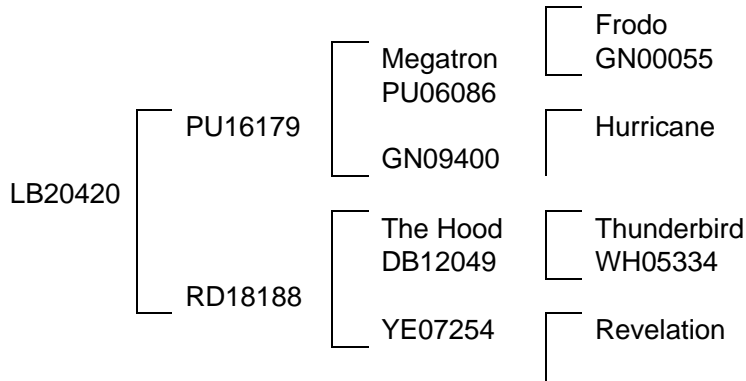 Frodo
Megatron
GN00055
PU06086
PU16179
Hurricane
GN09400
LB20420
The Hood
Thunderbird
DB12049
WH05334
RD18188
YE07254
Revelation